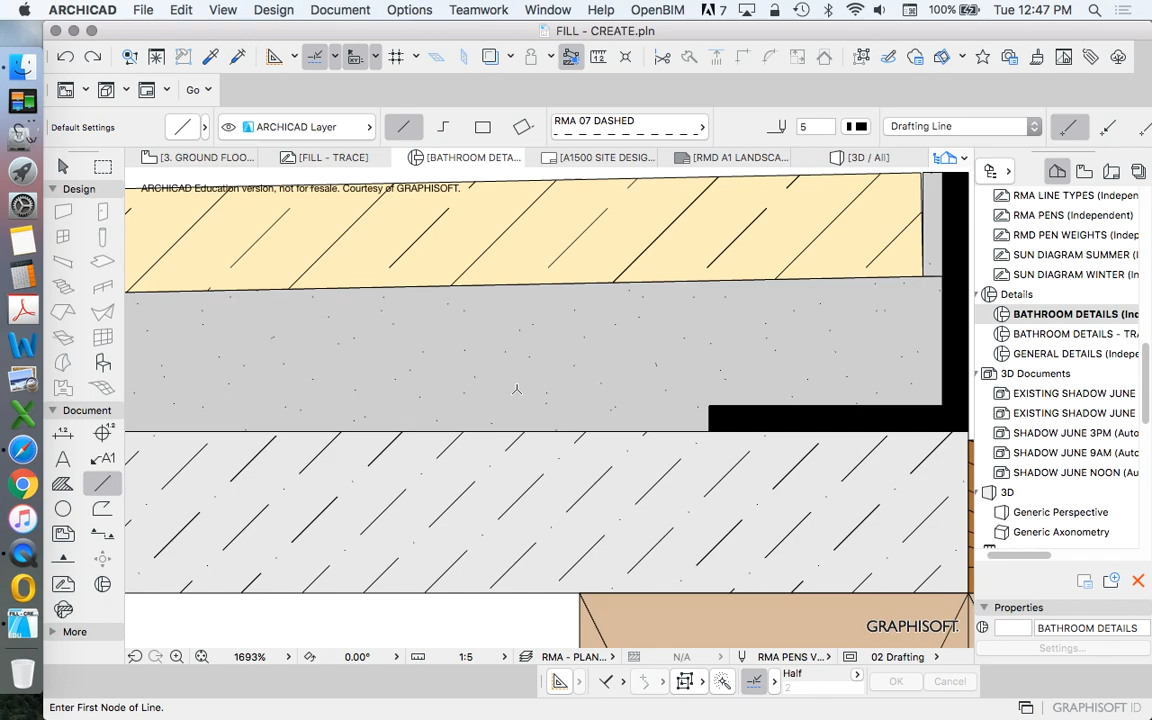 ARCHICAD File Edit View Design Document Options Teamwork Window Help OpenBIM 7 100% Tue 12:47 PM
FILL - CREATE.pln
Go
Default Settings
ARCHICAD Layer
RMA 07 DASHED
5
Drafting Line
[3. GROUND FLOO...
[FILL - TRACE]
[BATHROOM DETA...
[A1500 SITE DESIG...
[RMD A1 LANDSCA...
[3D / All]
ARCHICAD Education version, not for resale. Courtesy of GRAPHISOFT.
Design
Document
More
RMA LINE TYPES (Indepen
RMA PENS (Independent)
RMD PEN WEIGHTS (Indep
SUN DIAGRAM SUMMER (I
SUN DIAGRAM WINTER (In
Details
BATHROOM DETAILS (Ind
BATHROOM DETAILS - TRA
GENERAL DETAILS (Indepe
3D Documents
EXISTING SHADOW JUNE
EXISTING SHADOW JUNE
SHADOW JUNE 3PM (Auto
SHADOW JUNE 9AM (Auto
SHADOW JUNE NOON (Au
3D
Generic Perspective
Generic Axonometry
Properties
BATHROOM DETAILS
Settings...
GRAPHISOFT.
1693% 0.00° 1:5 RMA - PLAN... N/A RMA PENS V... 02 Drafting
Half
2
OK Cancel
Enter First Node of Line.
GRAPHISOFT ID